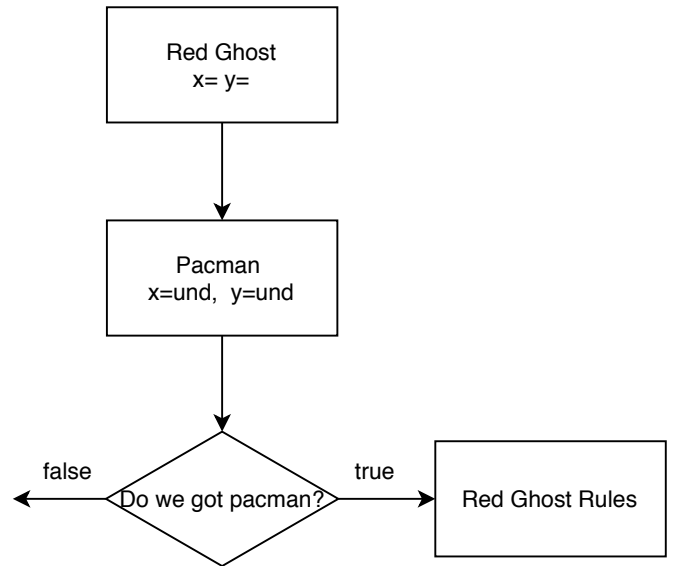 Red Ghost
x= y=
Pacman
x=und, y=und
false
Do we got pacman?
true
Red Ghost Rules